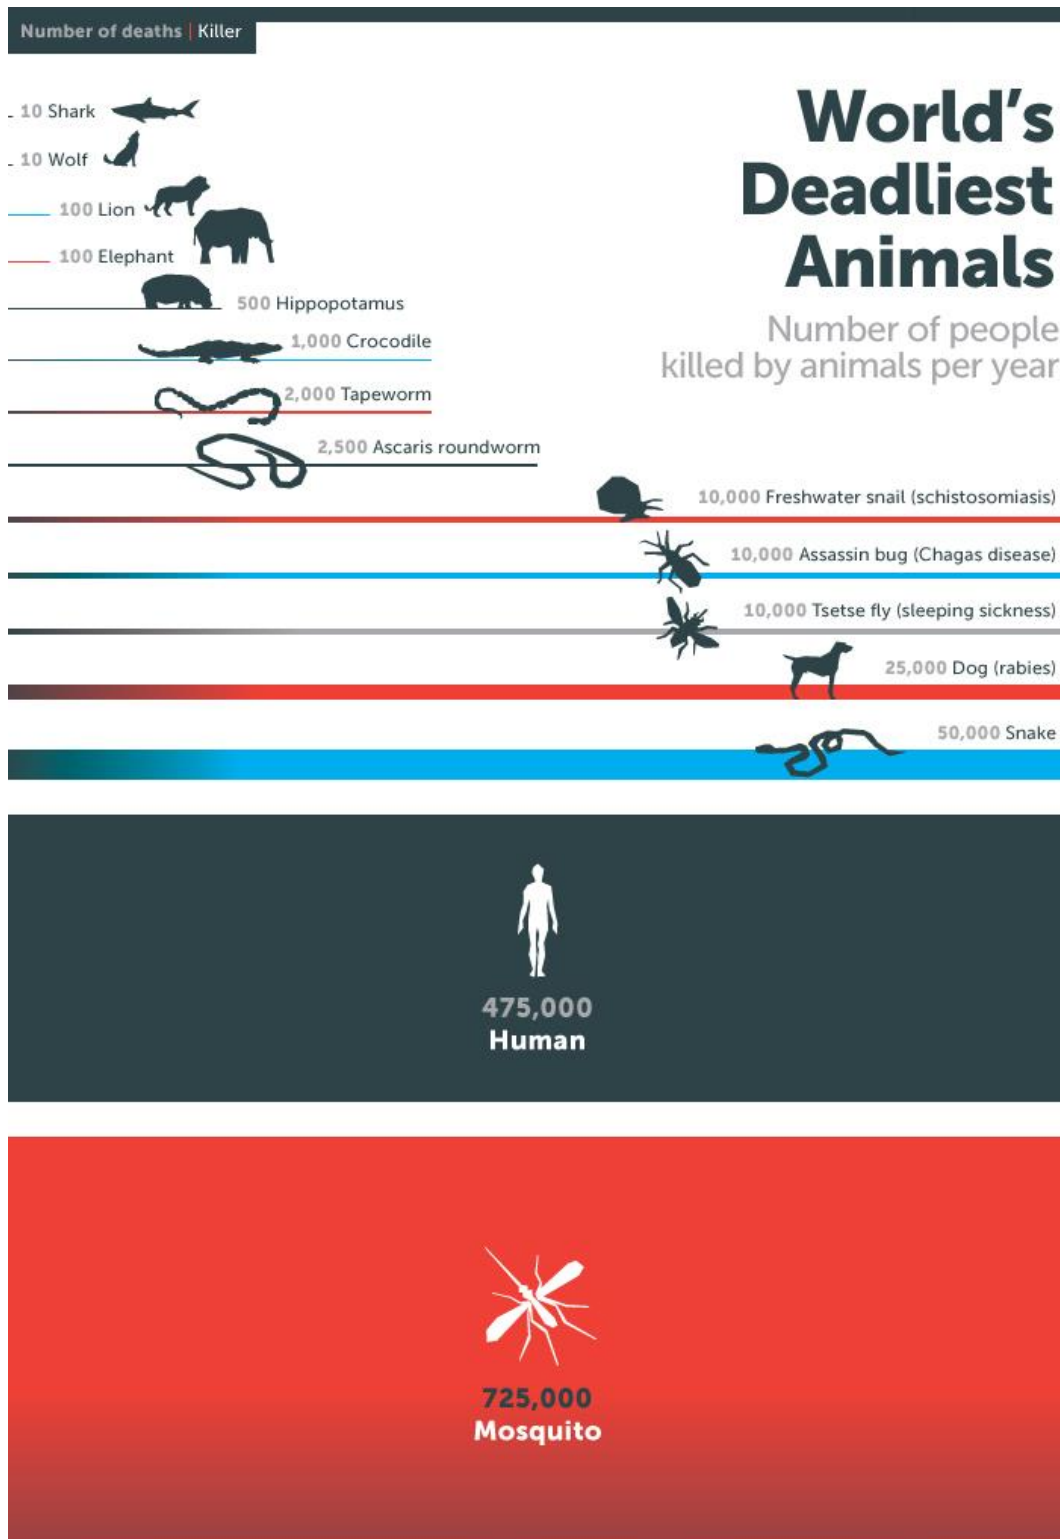 Number of deaths | Killer
World's
Deadliest
Animals
Number of people
killed by animals per year
10 Shark
10 Wolf
100 Lion
100 Elephant
500 Hippopotamus
1,000 Crocodile
2,000 Tapeworm
2,500 Ascaris roundworm
10,000 Freshwater snail (schistosomiasis)
10,000 Assassin bug (Chagas disease)
10,000 Tsetse fly (sleeping sickness)
25,000 Dog (rabies)
50,000 Snake
475,000
Human
725,000
Mosquito